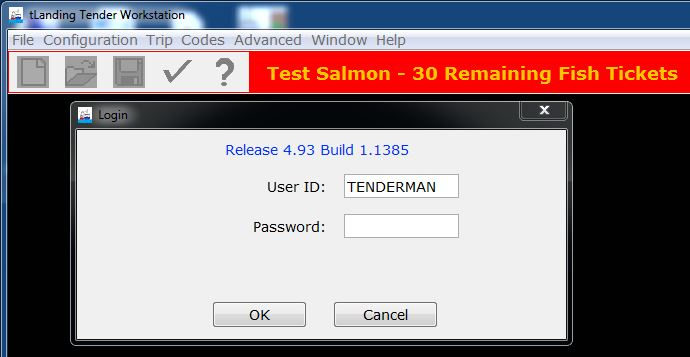 tLanding Tender Workstation
File Configuration Trip Codes Advanced Window Help
Test Salmon - 30 Remaining Fish Tickets
Login
Release 4.93 Build 1.1385
User ID: TENDERMAN
Password:
OK Cancel